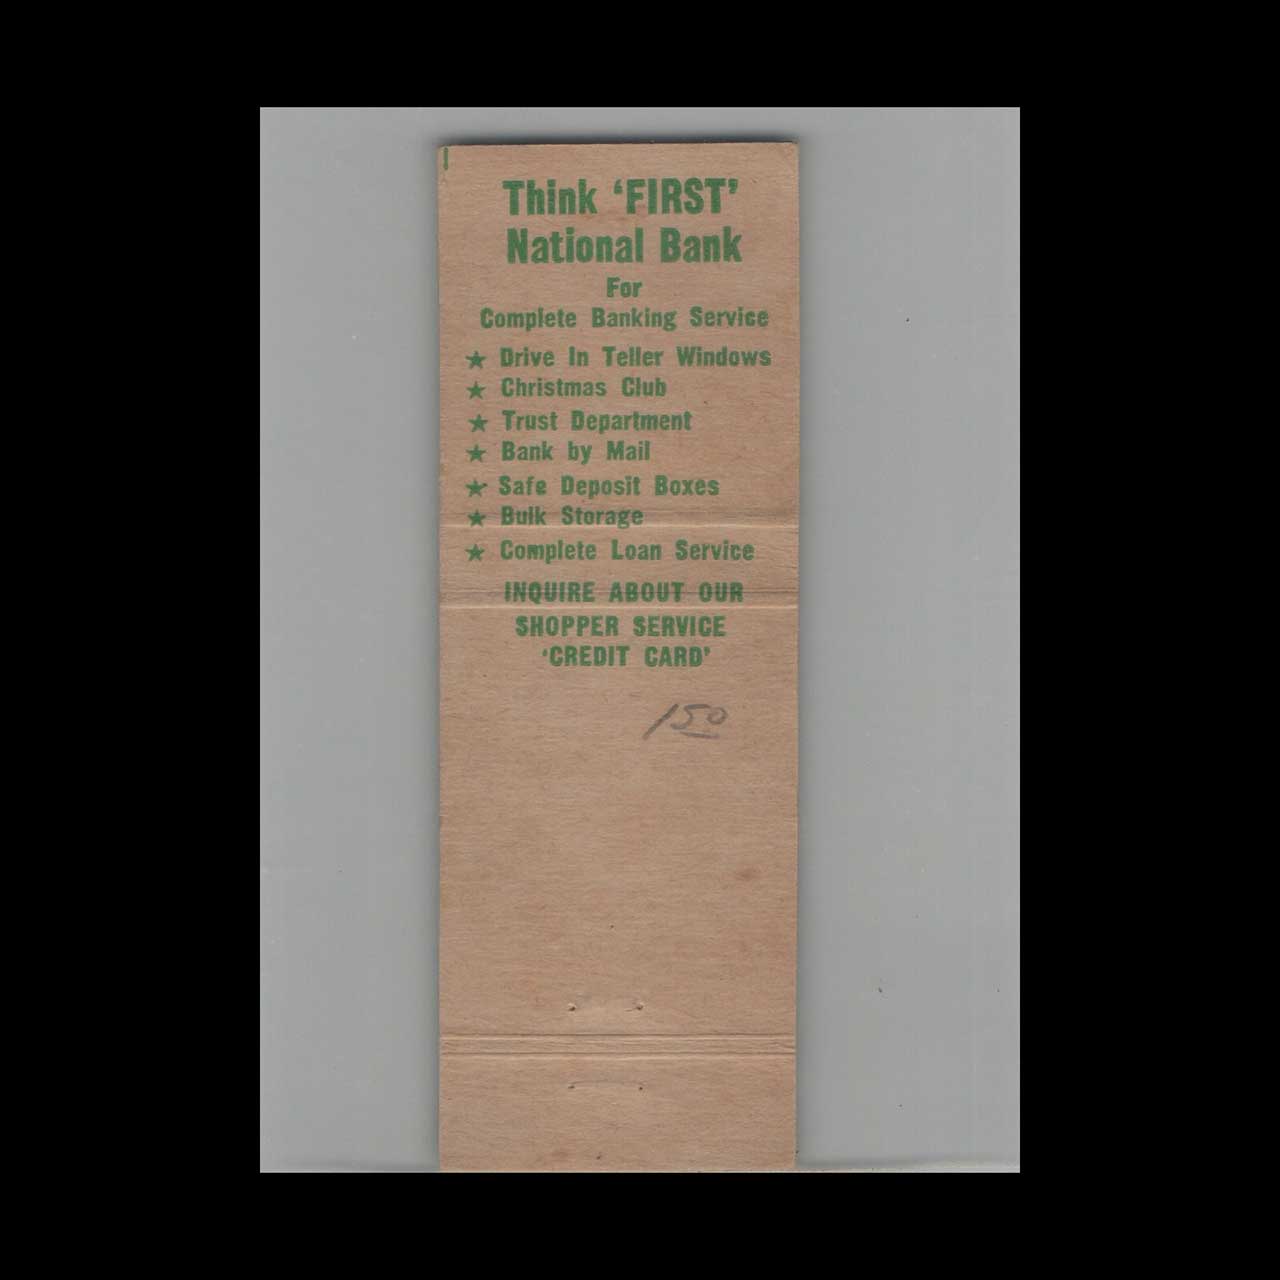 Think ‘FIRST’
National Bank
For
Complete Banking Service
★ Drive In Teller Windows
★ Christmas Club
★ Trust Department
★ Bank by Mail
★ Safe Deposit Boxes
★ Bulk Storage
★ Complete Loan Service
INQUIRE ABOUT OUR
SHOPPER SERVICE
‘CREDIT CARD’
150